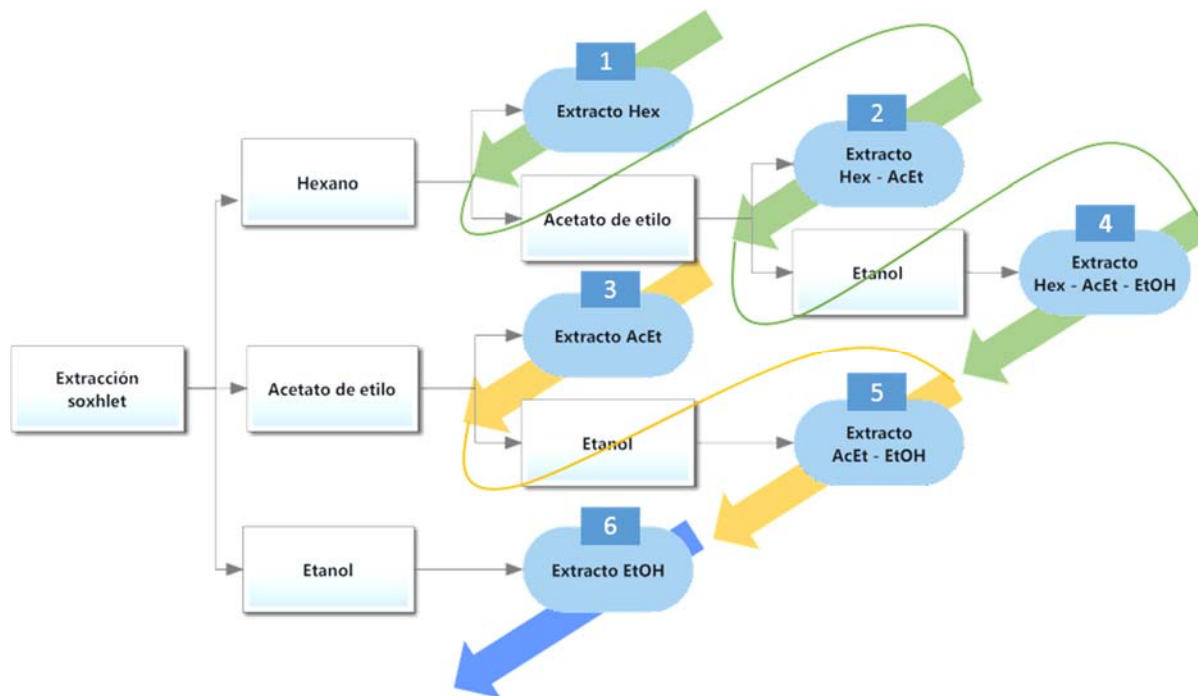 1
Extracto Hex
2
Extracto
Hex - AcEt
Hexano
Acetato de etilo
4
Extracto
Hex - AcEt - EtOH
Etanol
3
Extracto AcEt
Extracción
soxhlet
Acetato de etilo
5
Extracto
AcEt - EtOH
Etanol
6
Extracto EtOH
Etanol